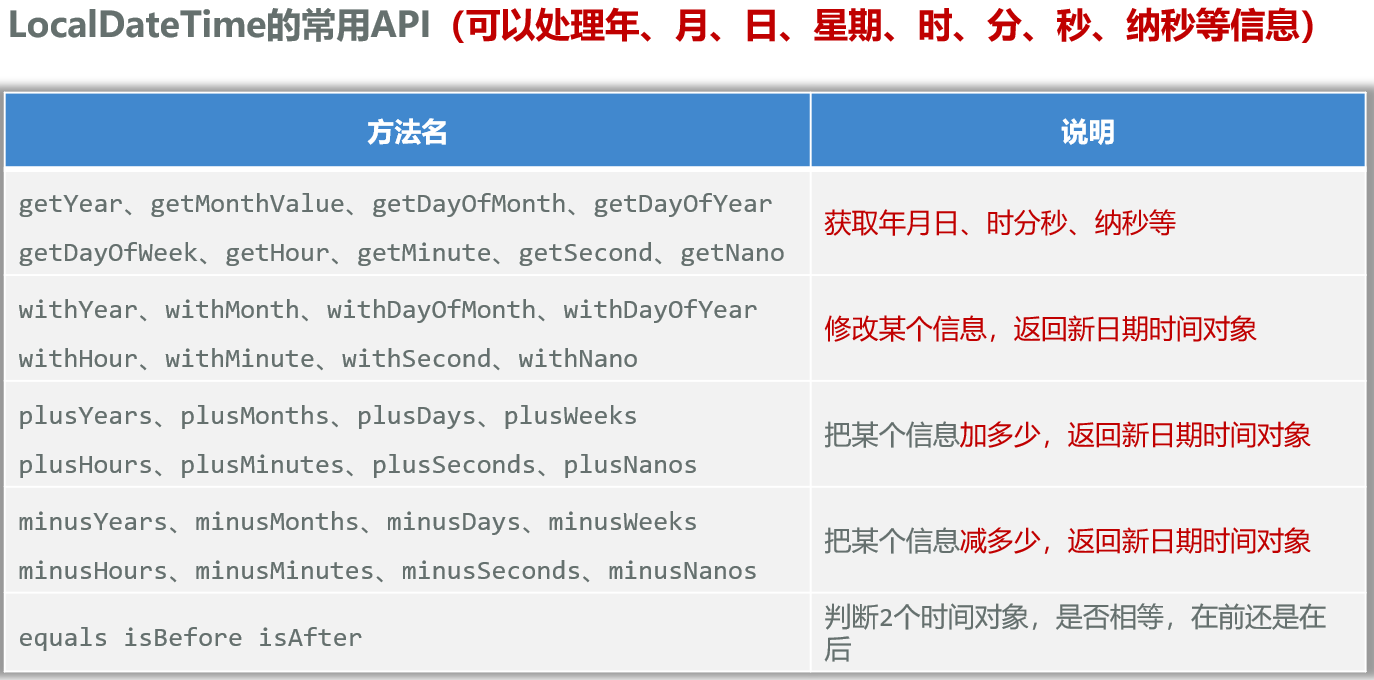 LocalDateTime的常用API（可以处理年、月、日、星期、时、分、秒、纳秒等信息）
方法名
说明
getYear、getMonthValue、getDayOfMonth、getDayOfYear
getDayOfWeek、getHour、getMinute、getSecond、getNano
获取年月日、时分秒、纳秒等
withYear、withMonth、withDayOfMonth、withDayOfYear
withHour、withMinute、withSecond、withNano
修改某个信息，返回新日期时间对象
plusYears、plusMonths、plusDays、plusWeeks
plusHours、plusMinutes、plusSeconds、plusNanos
把某个信息加多少，返回新日期时间对象
minusYears、minusMonths、minusDays、minusWeeks
minusHours、minusMinutes、minusSeconds、minusNanos
把某个信息减多少，返回新日期时间对象
equals isBefore isAfter
判断2个时间对象，是否相等，在前还是在
后